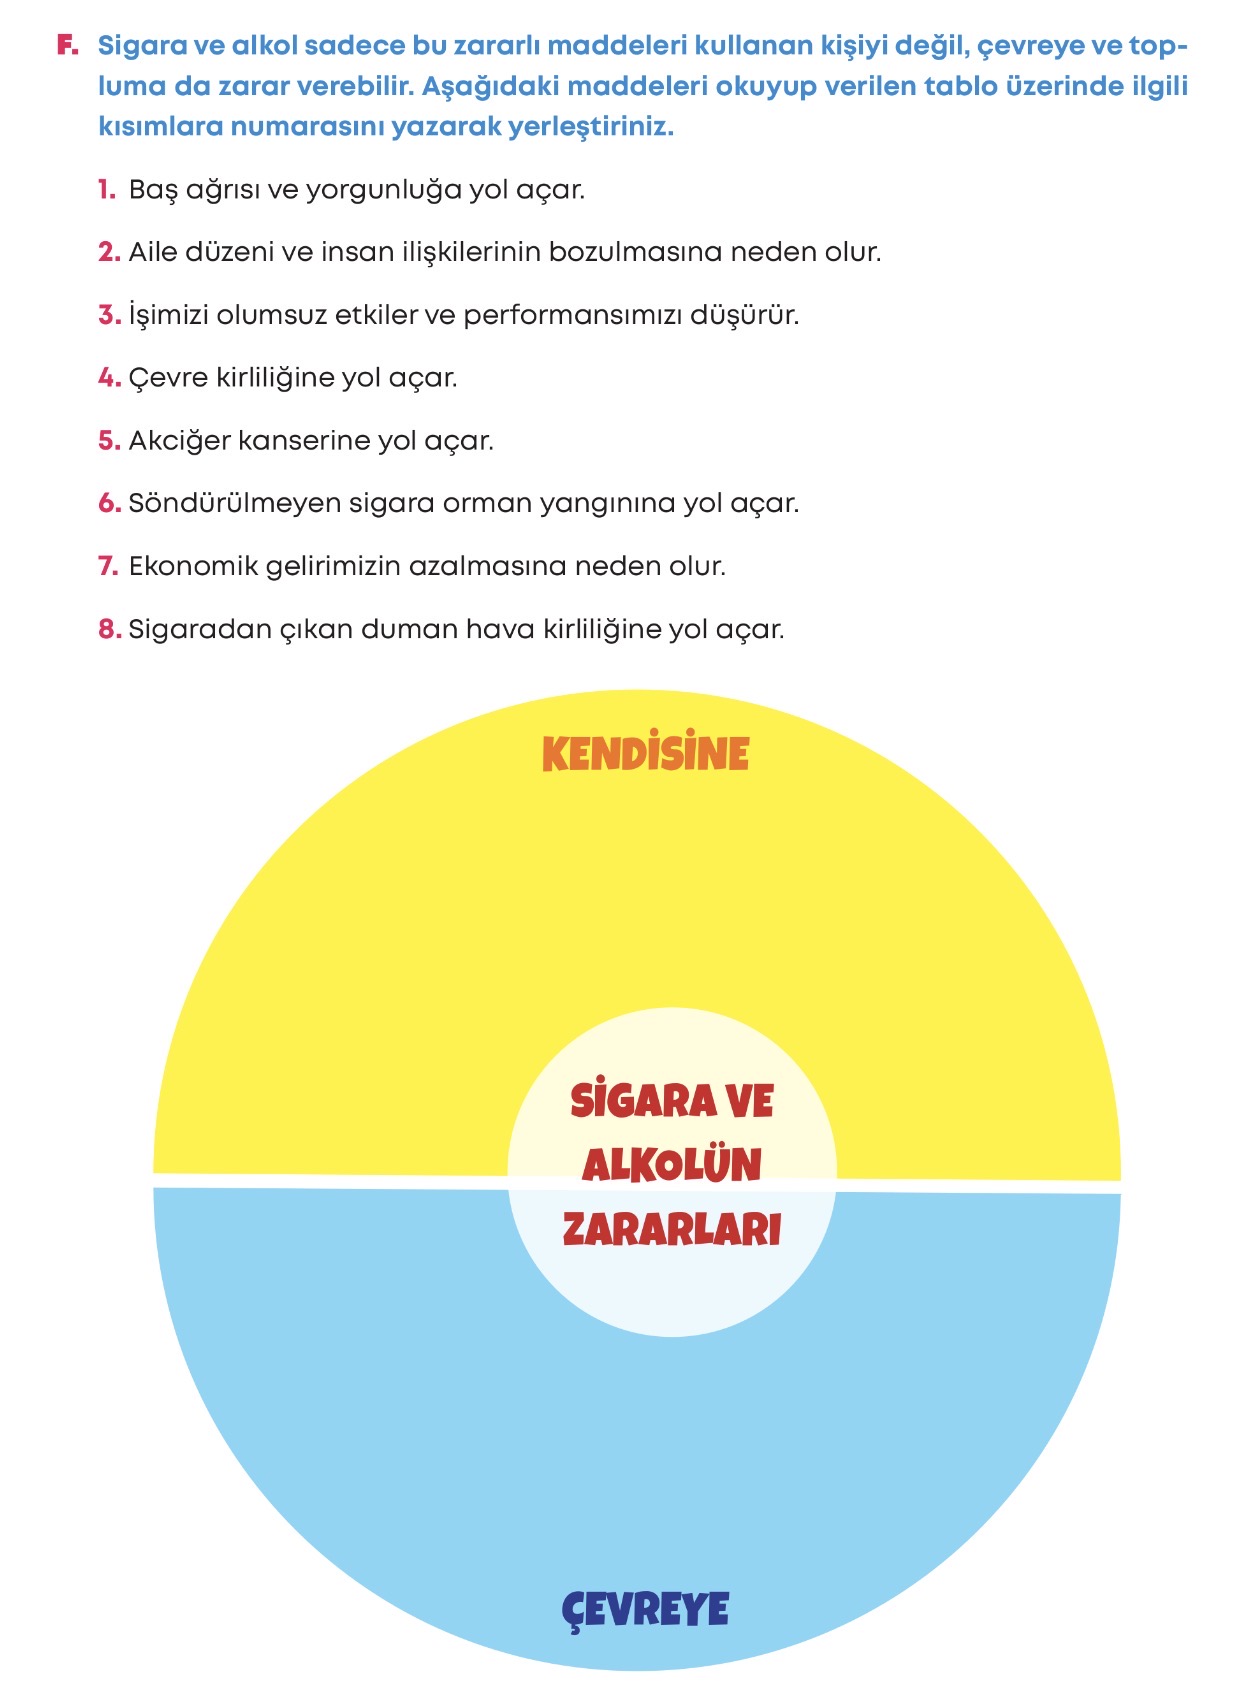 F. Sigara ve alkol sadece bu zararlı maddeleri kullanan kişiyi değil, çevreye ve top-
luma da zarar verebilir. Aşağıdaki maddeleri okuyup verilen tablo üzerinde ilgili
kısımlara numarasını yazarak yerleştiriniz.
1. Baş ağrısı ve yorgunluğa yol açar.
2. Aile düzeni ve insan ilişkilerinin bozulmasına neden olur.
3. İşimizi olumsuz etkiler ve performansımızı düşürür.
4. Çevre kirliliğine yol açar.
5. Akciğer kanserine yol açar.
6. Söndürülmeyen sigara orman yangınına yol açar.
7. Ekonomik gelirimizin azalmasına neden olur.
8. Sigaradan çıkan duman hava kirliliğine yol açar.
KENDİSİNE
SİGARA VE
ALKOLÜN
ZARARLARI
ÇEVREYE